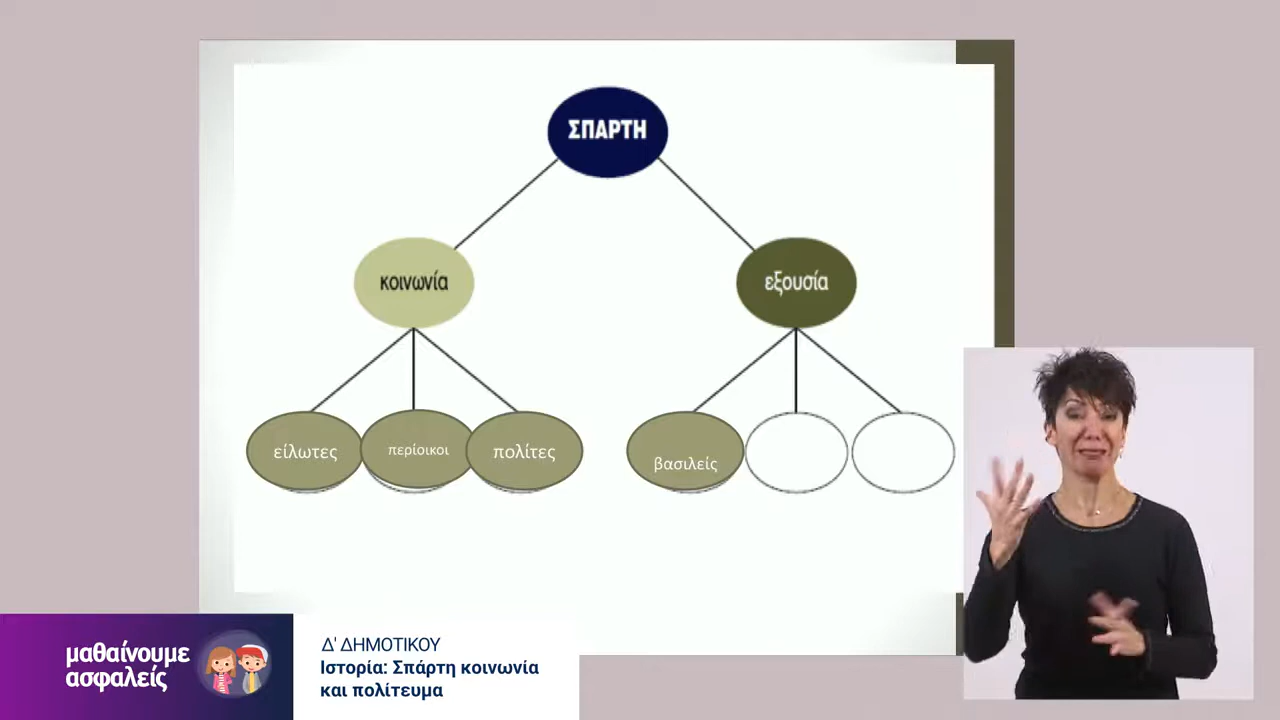 ΣΠΑΡΤΗ
κοινωνία
εξουσία
είλωτες
περίοικοι
πολίτες
βασιλείς
μαθαίνουμε
ασφαλείς
Δ' ΔΗΜΟΤΙΚΟΥ
Ιστορία: Σπάρτη κοινωνία
και πολίτευμα